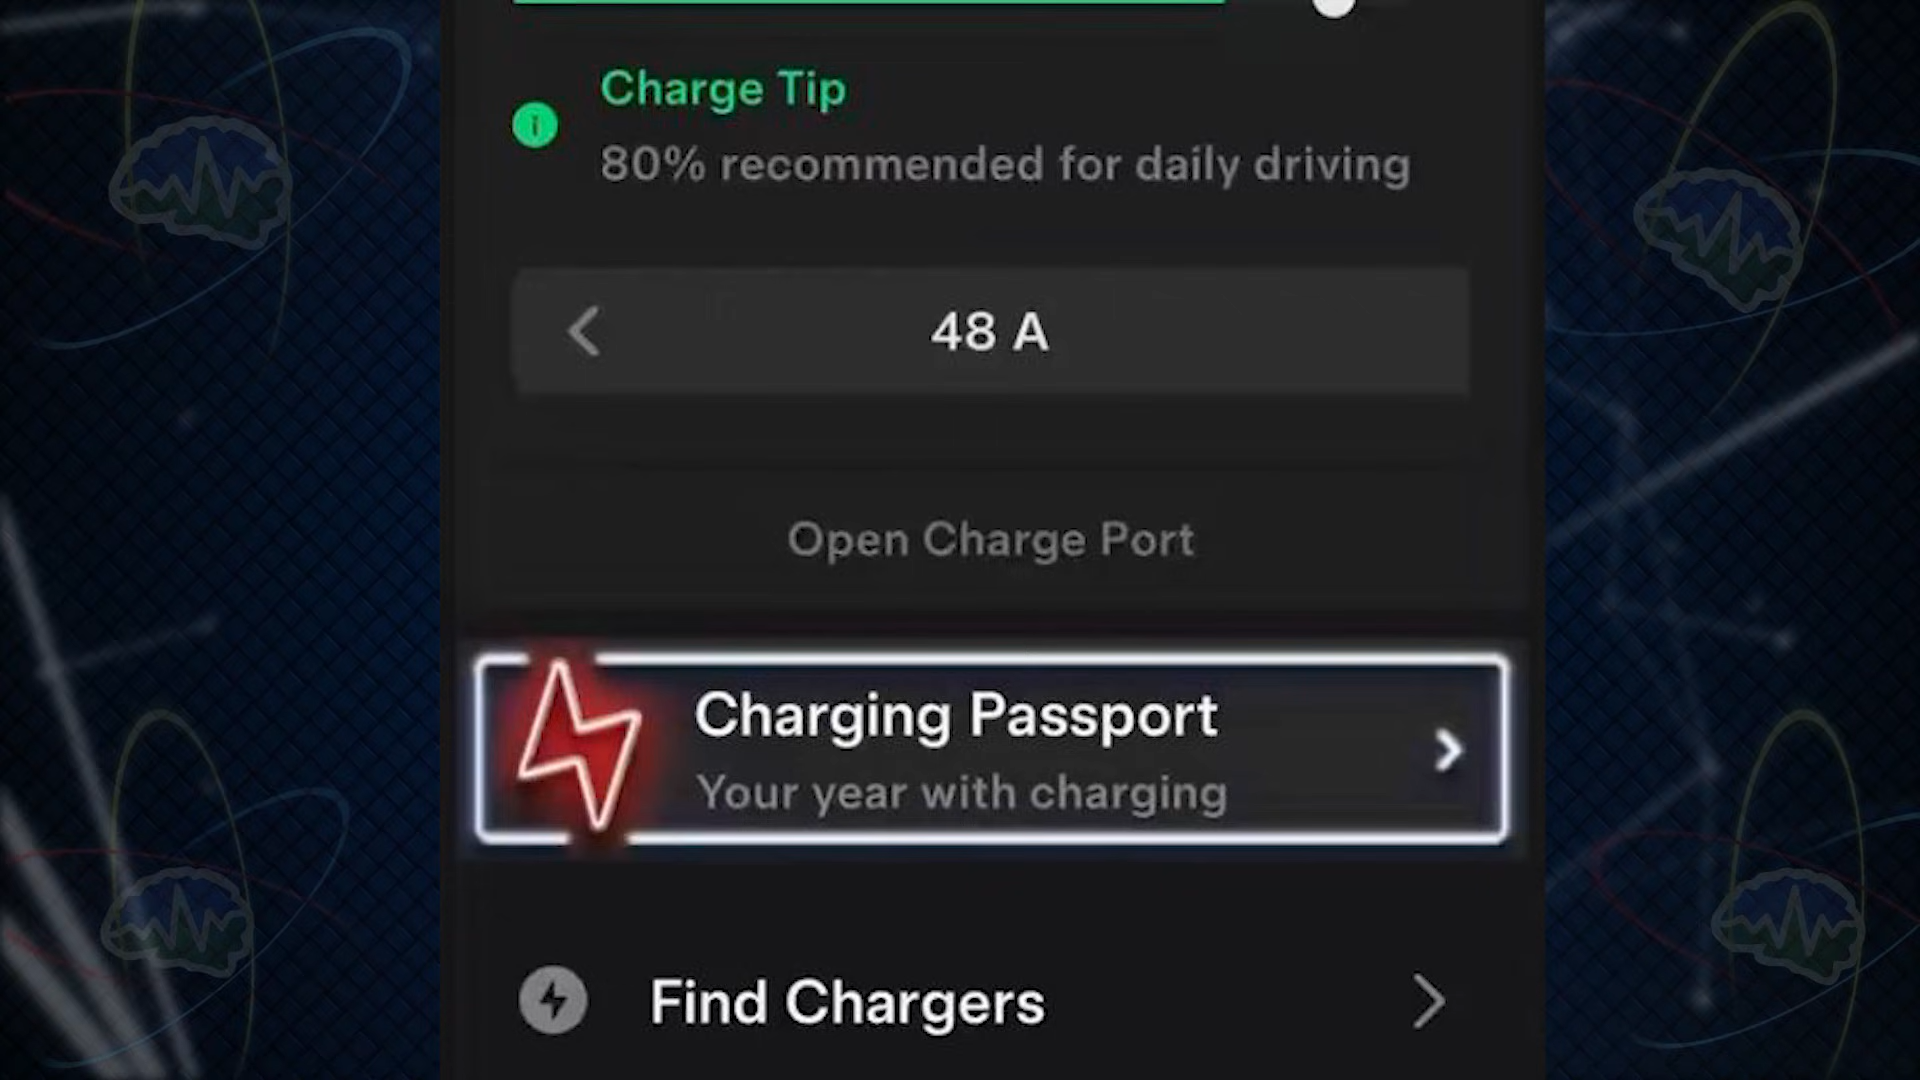 Charge Tip
80% recommended for daily driving
48 A
Open Charge Port
Charging Passport
Your year with charging
Find Chargers